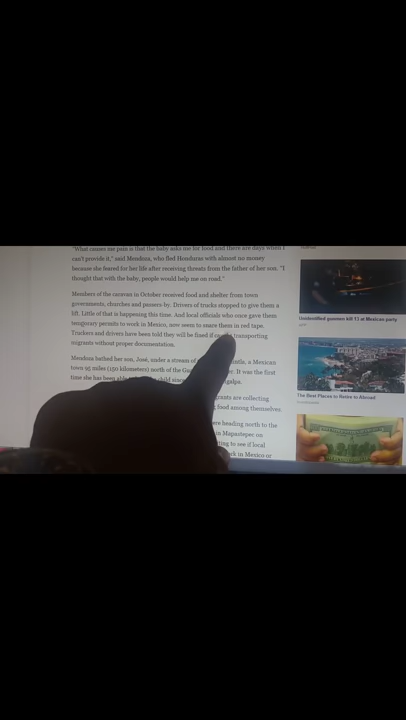 "What causes me pain is that the baby asks me for food and there are days when I
can't provide it," said Mendoza, who fled Honduras with almost no money
because she feared for her life after receiving threats from the father of her son. "I
thought that with the baby, people would help me on road."
Members of the caravan in October received food and shelter from town
governments, churches and passers-by. Drivers of trucks stopped to give them a
lift. Little of that is happening this time. And local officials who once gave them
temporary permits to work in Mexico, now seem to snare them in red tape.
Truckers and drivers have been told they will be fined if transporting
migrants without proper documentation.
Mendoza bathed her son, José, under a stream of a Mexican
town 95 miles (150 kilometers) north of the It was the first
time she has been child
are collecting
food among themselves.
were heading north to the
in Mapastepec on
to see if local
in Mexico or
Unidentified gunmen kill 13 at Mexican party
The Best Places to Retire to Abroad